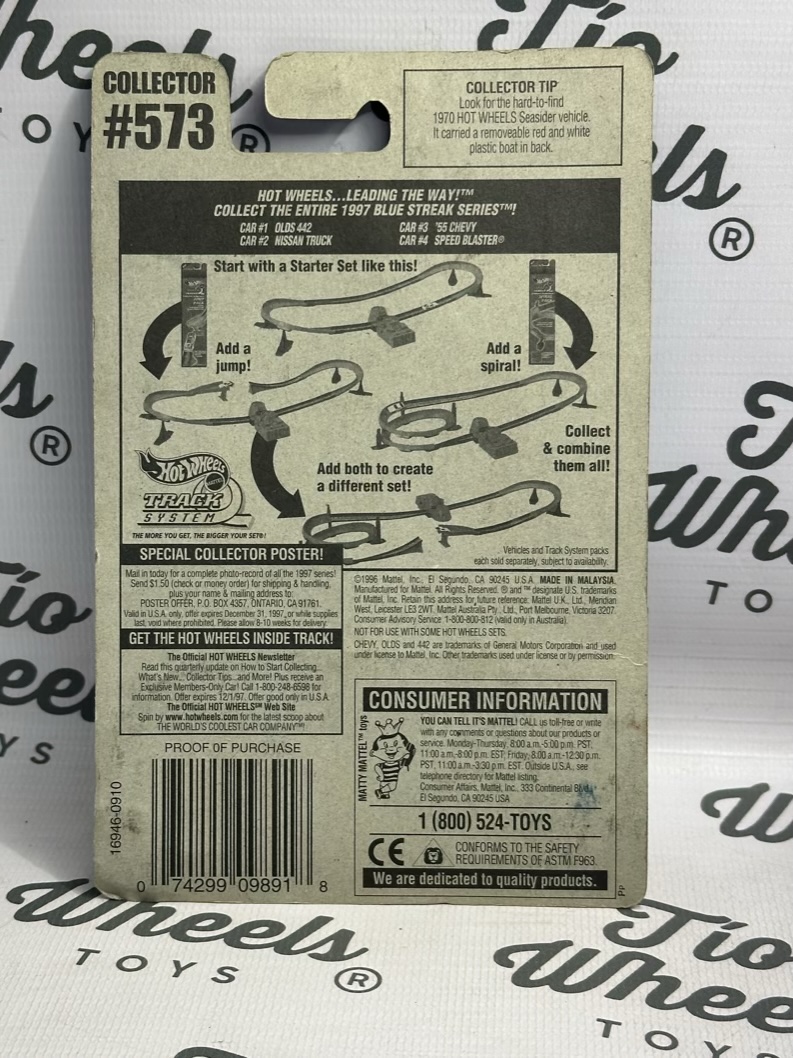 COLLECTOR
#573
COLLECTOR TIP
Look for the hard-to-find
1970 HOT WHEELS Seasider vehicle.
It carried a removeable red and white
plastic boat in back.
HOT WHEELS...LEADING THE WAY!™
COLLECT THE ENTIRE 1997 BLUE STREAK SERIES™!
CAR #1 OLDS 442 CAR #3 '55 CHEVY
CAR #2 NISSAN TRUCK CAR #4 SPEED BLASTER®
Start with a Starter Set like this!
Add a
jump!
Add a
spiral!
Collect
& combine
them all!
Add both to create
a different set!
HOT WHEELS
MATTEL
TRACK
SYSTEM
THE MORE YOU GET, THE BIGGER YOUR SET®!
Vehicles and Track System packs
each sold separately, subject to availability.
SPECIAL COLLECTOR POSTER!
Mail in today for a complete photo-record of all the 1997 series!
Send $1.50 (check or money order) for shipping & handling,
plus your name & mailing address to:
POSTER OFFER, P.O. BOX 4357, ONTARIO, CA 91761.
Valid in U.S.A. only, offer expires December 31, 1997, or while supplies
last, void where prohibited. Please allow 8-10 weeks for delivery.
GET THE HOT WHEELS INSIDE TRACK!
The Official HOT WHEELS Newsletter
Read this quarterly update on How to Start Collecting...
What's New...Collector Tips...and More! Plus receive an
Exclusive Members-Only Car! Call 1-800-248-6598 for
information. Offer expires 12/1/97. Offer good only in U.S.A.
The Official HOT WHEELS℠ Web Site
Spin by www.hotwheels.com for the latest scoop about
THE WORLD'S COOLEST CAR COMPANY™!
©1996 Mattel, Inc., El Segundo, CA 90245 U.S.A. MADE IN MALAYSIA.
Manufactured for Mattel. All Rights Reserved. ® and ™ designate U.S. trademarks
of Mattel, Inc. Retain this address for future reference: Mattel U.K., Ltd., Meridian
West, Leicester LE3 2WT. Mattel Australia Pty., Ltd., Port Melbourne, Victoria 3207.
Consumer Advisory Service 1-800-800-812 (valid only in Australia).
NOT FOR USE WITH SOME HOT WHEELS SETS.
CHEVY, OLDS and 442 are trademarks of General Motors Corporation and used
under license to Mattel, Inc. Other trademarks used under license or by permission.
CONSUMER INFORMATION
MATTY MATTEL™ toys
YOU CAN TELL IT'S MATTEL! CALL us toll-free or write
with any comments or questions about our products or
service. Monday-Thursday, 8:00 a.m.-5:00 p.m. PST,
11:00 a.m.-8:00 p.m. EST; Friday, 8:00 a.m.-12:30 p.m.
PST, 11:00 a.m.-3:30 p.m. EST. Outside U.S.A., see
telephone directory for Mattel listing.
Consumer Affairs, Mattel, Inc., 333 Continental Blvd.,
El Segundo, CA 90245 USA
1 (800) 524-TOYS
CE
CONFORMS TO THE SAFETY
REQUIREMENTS OF ASTM F963.
We are dedicated to quality products.
Pp
PROOF OF PURCHASE
16946-0910
0 74299 09891 8
Tio
Wheels
TOYS
®